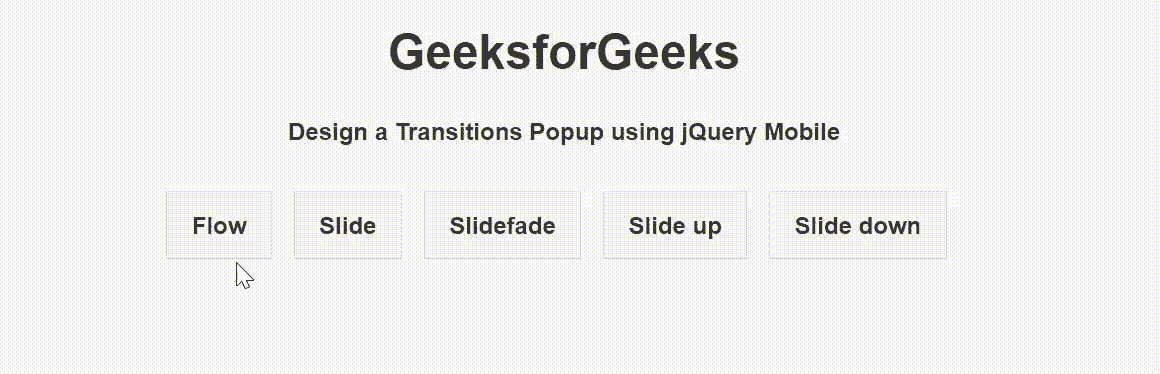 GeeksforGeeks
Design a Transitions Popup using jQuery Mobile
Flow Slide Slidefade Slide up Slide down